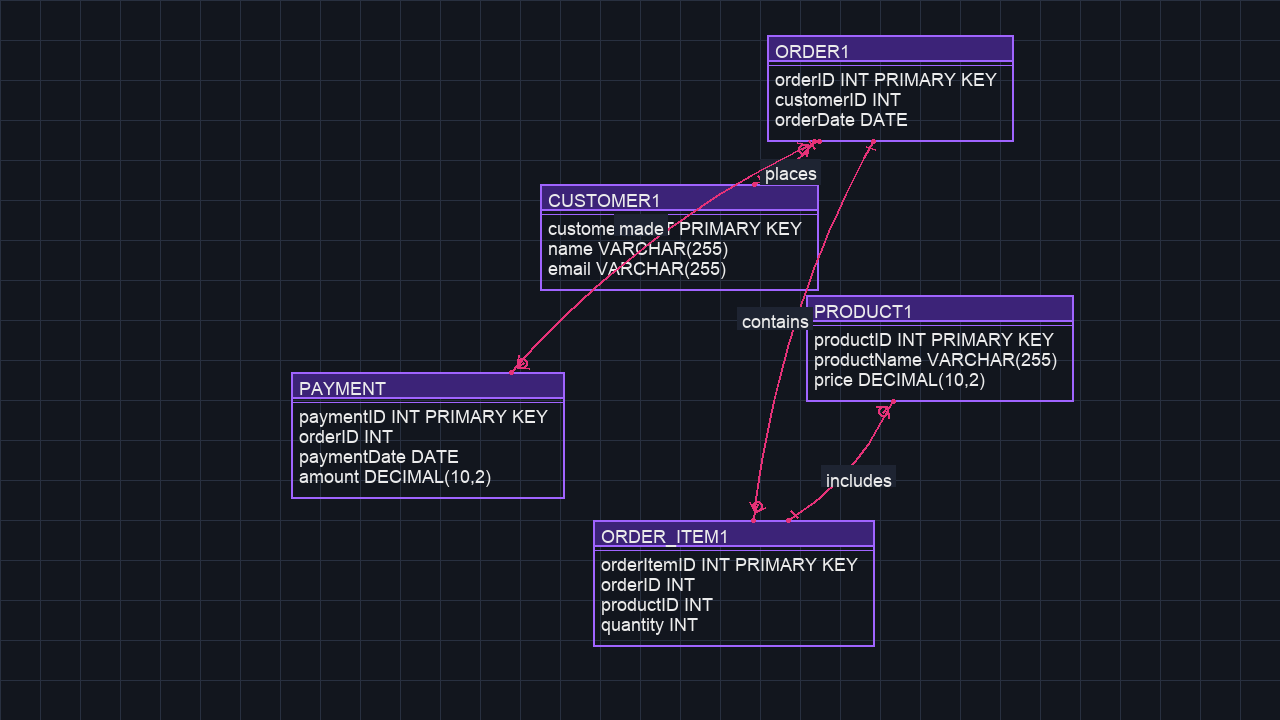 ORDER1
orderID INT PRIMARY KEY
customerID INT
orderDate DATE
places
CUSTOMER1
custome
made
PRIMARY KEY
name VARCHAR(255)
email VARCHAR(255)
contains
PRODUCT1
productID INT PRIMARY KEY
productName VARCHAR(255)
price DECIMAL(10,2)
PAYMENT
paymentID INT PRIMARY KEY
orderID INT
paymentDate DATE
amount DECIMAL(10,2)
includes
ORDER_ITEM1
orderItemID INT PRIMARY KEY
orderID INT
productID INT
quantity INT